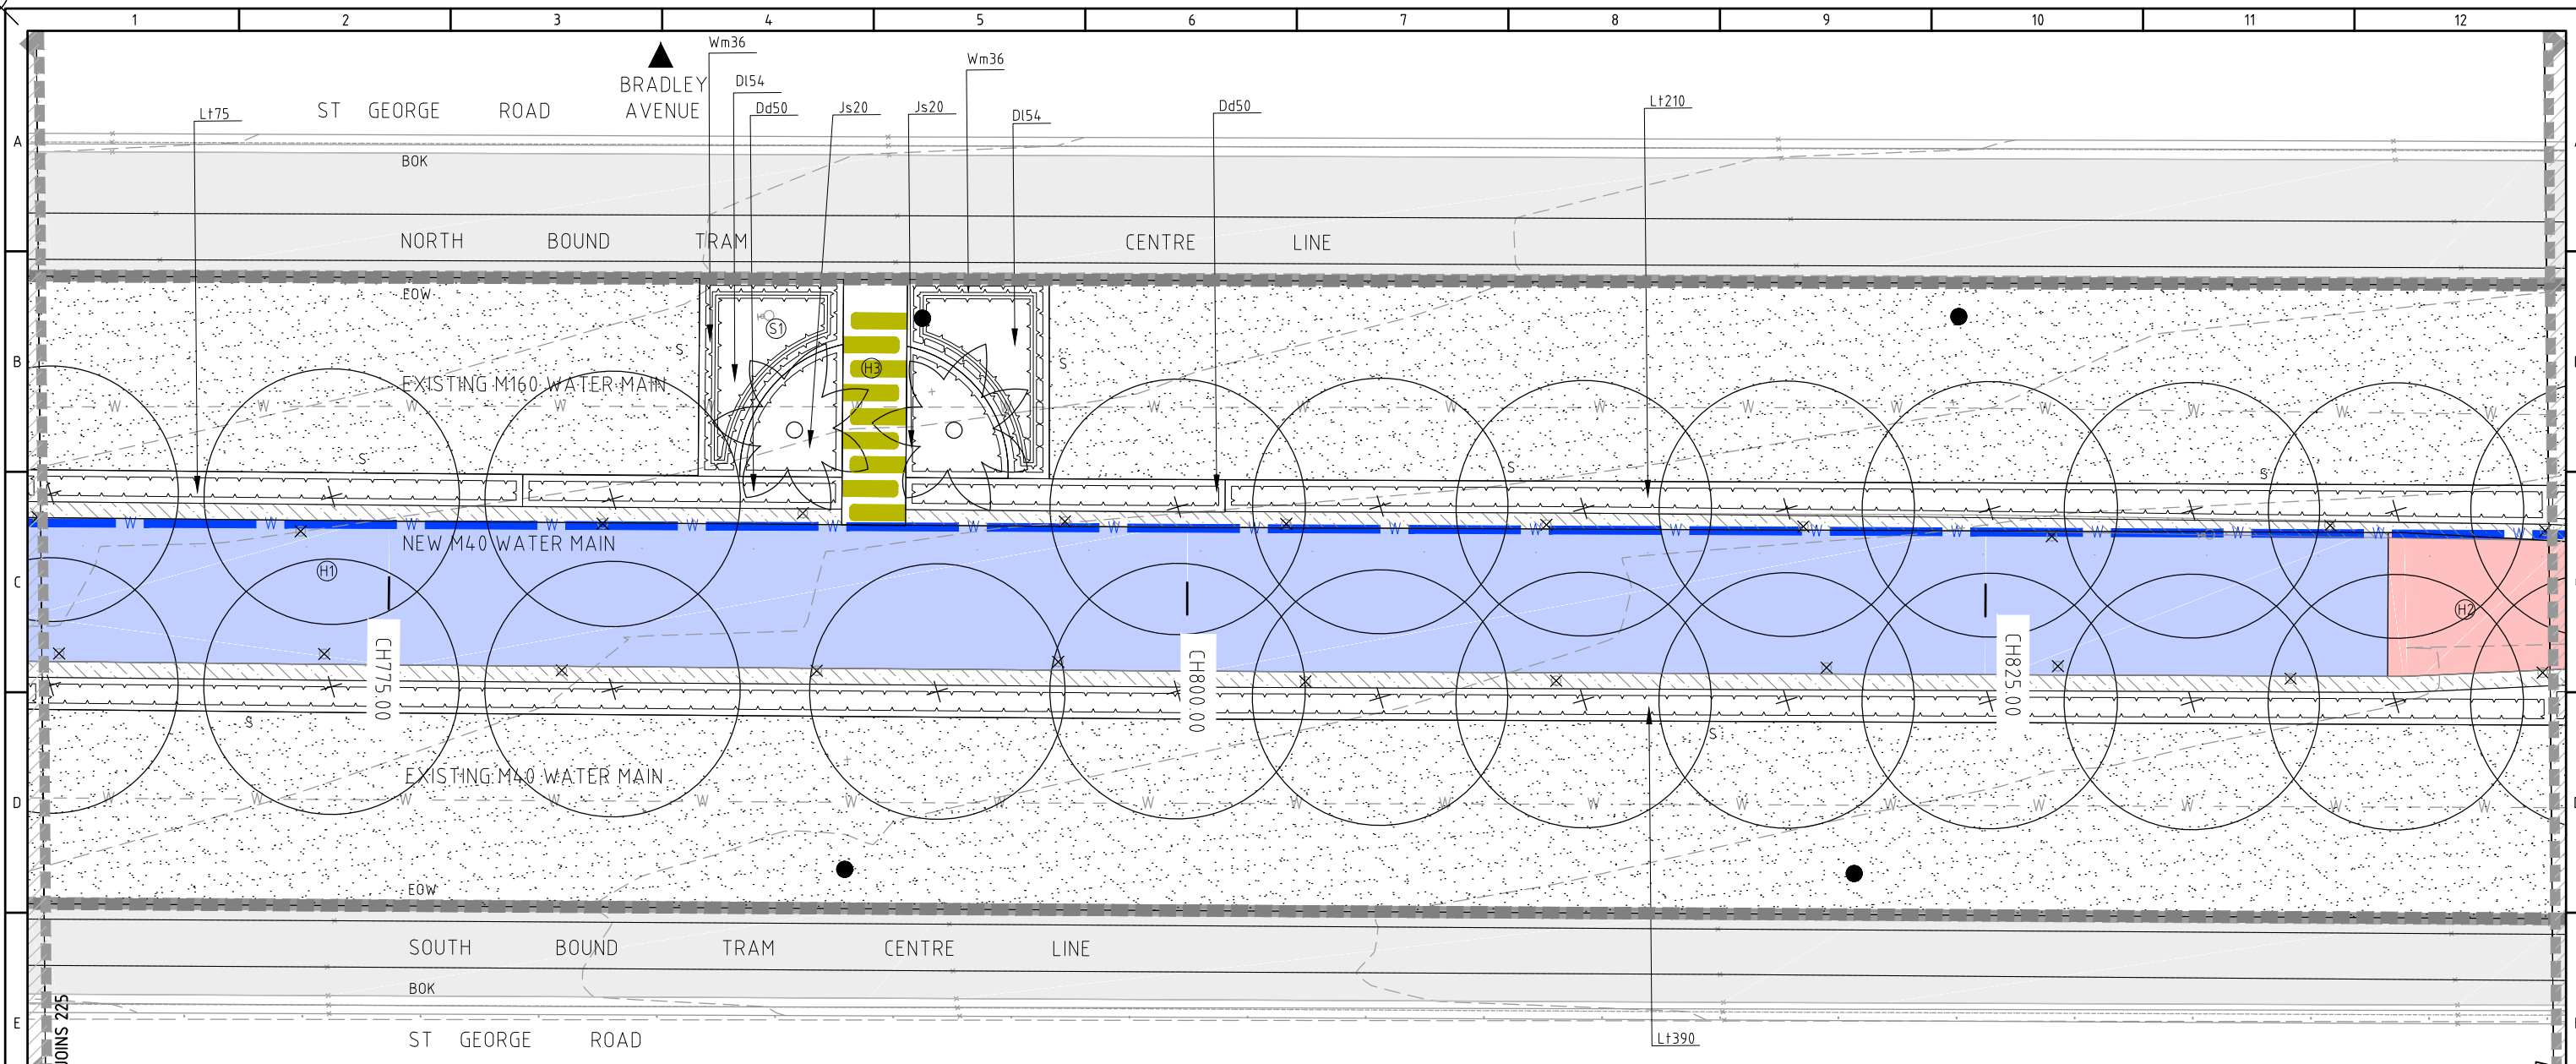 1 2 3 4 5 6 7 8 9 10 11 12
Wm36
Wm36
BRADLEY
AVENUE
Dl54
Dd50
Js20
Js20
Dl54
Dd50
Lt210
Lt75
ST GEORGE ROAD
A
BOK
NORTH BOUND TRAM CENTRE LINE
EOW
S1
B
S
S
H3
EXISTING M160 WATER MAIN
W W W W W W W W W W W W W W W
S
S
S
W W W W W W W W W W W W W W W W W W
NEW M40 WATER MAIN
C
H1
H2
CH775.00
CH800.00
CH825.00
S
S
EXISTING M40 WATER MAIN
D
W W W W W W W W W W W W W W W W W
EOW
SOUTH BOUND TRAM CENTRE LINE
BOK
E
JOINS 225
ST GEORGE ROAD
Lt390